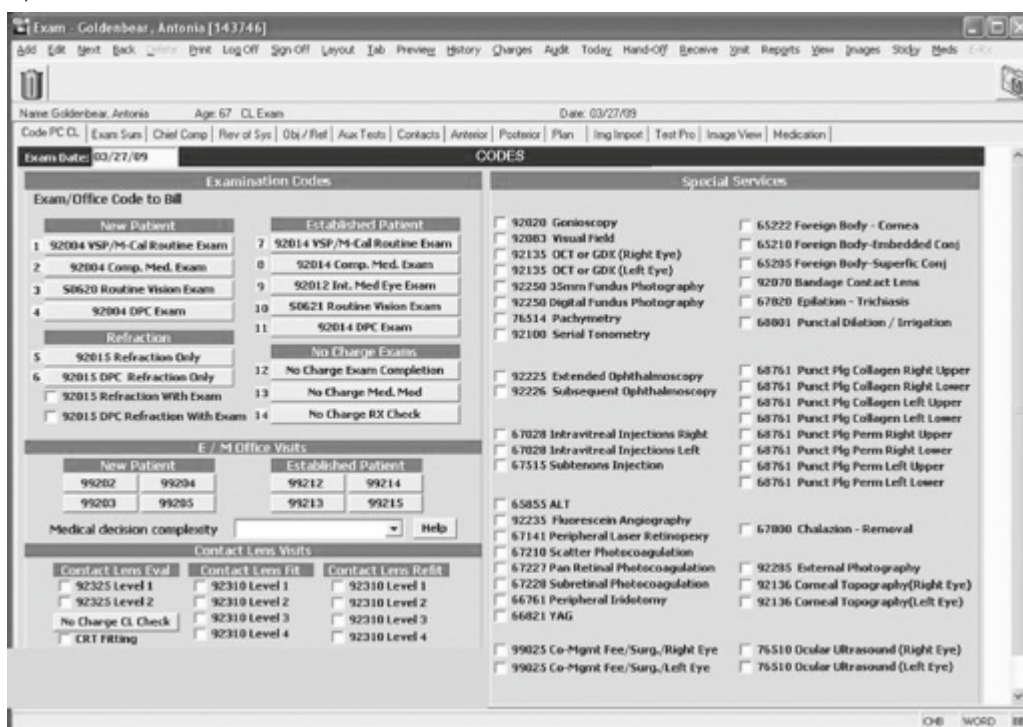 Exam - Goldenbear, Antonia [143746]
Add Edit Next Back Delete Print Log Off Sign Off Layout Tab Preview History Charges Audit Today Hand-Off Receive Xmit Reports View Images Sticky Meds E-Rx
Name: Goldenbear, Antonia Age: 67 CL Exam Date: 03/27/09
Code PC CL Exam Sum Chief Comp Rev of Sys Obj / Ref Aux Tests Contacts Anterior Posterior Plan Img Import Test Pro Image View Medication
Exam Date: 03/27/09 CODES
Examination Codes
Exam/Office Code to Bill
New Patient
1 92004 VSP/M-Cal Routine Exam
2 92004 Comp. Med. Exam
3 S0620 Routine Vision Exam
4 92004 DPC Exam
Refraction
5 92015 Refraction Only
6 92015 DPC Refraction Only
92015 Refraction With Exam
92015 DPC Refraction With Exam
Established Patient
7 92014 VSP/M-Cal Routine Exam
8 92014 Comp. Med. Exam
9 92012 Int. Med Eye Exam
10 S0621 Routine Vision Exam
11 92014 DPC Exam
No Charge Exams
12 No Charge Exam Completion
13 No Charge Med. Mod
14 No Charge RX Check
E / M Office Visits
New Patient
99202 99204
99203 99205
Established Patient
99212 99214
99213 99215
Medical decision complexity Help
Contact Lens Visits
Contact Lens Eval
92325 Level 1
92325 Level 2
No Charge CL Check
CRT Fitting
Contact Lens Fit
92310 Level 1
92310 Level 2
92310 Level 3
92310 Level 4
Contact Lens Refit
92310 Level 1
92310 Level 2
92310 Level 3
92310 Level 4
Special Services
92020 Gonioscopy
92083 Visual Field
92135 OCT or GDX (Right Eye)
92135 OCT or GDX (Left Eye)
92250 35mm Fundus Photography
92250 Digital Fundus Photography
76514 Pachymetry
92100 Serial Tonometry
92225 Extended Ophthalmoscopy
92226 Subsequent Ophthalmoscopy
67028 Intravitreal Injections Right
67028 Intravitreal Injections Left
67515 Subtenons Injection
65855 ALT
92235 Fluorescein Angiography
67141 Peripheral Laser Retinopexy
67210 Scatter Photocoagulation
67227 Pan Retinal Photocoagulation
67228 Subretinal Photocoagulation
66761 Peripheral Iridotomy
66821 YAG
99025 Co-Mgmt Fee/Surg./Right Eye
99025 Co-Mgmt Fee/Surg./Left Eye
65222 Foreign Body - Cornea
65210 Foreign Body-Embedded Conj
65205 Foreign Body-Superfic Conj
92070 Bandage Contact Lens
67820 Epilation - Trichiasis
68801 Punctal Dilation / Irrigation
68761 Punct Plg Collagen Right Upper
68761 Punct Plg Collagen Right Lower
68761 Punct Plg Collagen Left Upper
68761 Punct Plg Collagen Left Lower
68761 Punct Plg Perm Right Upper
68761 Punct Plg Perm Right Lower
68761 Punct Plg Perm Left Upper
68761 Punct Plg Perm Left Lower
67800 Chalazion - Removal
92285 External Photography
92136 Corneal Topography(Right Eye)
92136 Corneal Topography(Left Eye)
76510 Ocular Ultrasound (Right Eye)
76510 Ocular Ultrasound (Left Eye)
CHB WORD